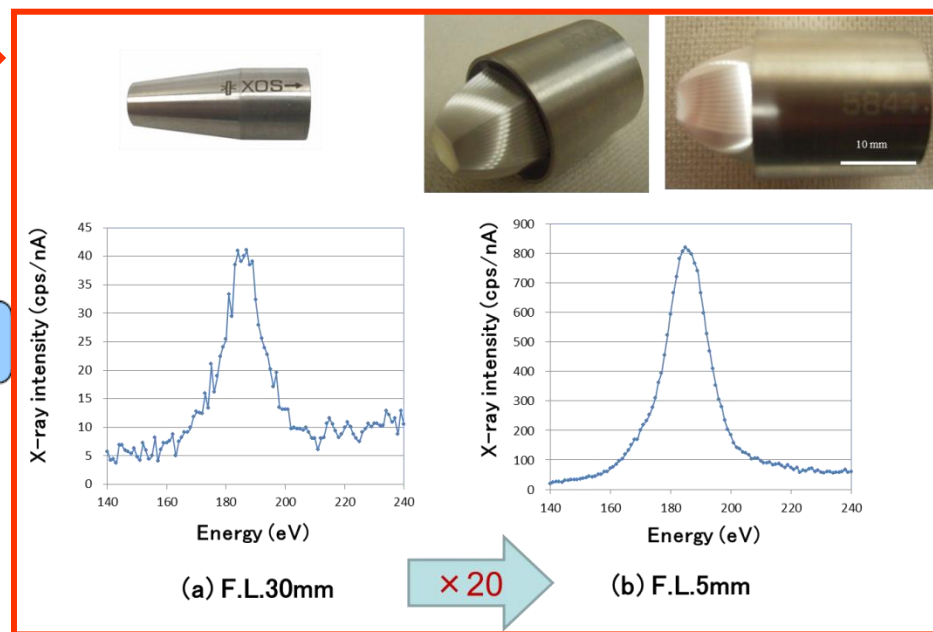 XOS→
5844
10 mm
X-ray intensity (cps/nA)
45
40
35
30
25
20
15
10
5
0
140 160 180 200 220 240
Energy (eV)
(a) F.L.30mm
×20
X-ray intensity (cps/nA)
900
800
700
600
500
400
300
200
100
0
140 160 180 200 220 240
Energy (eV)
(b) F.L.5mm